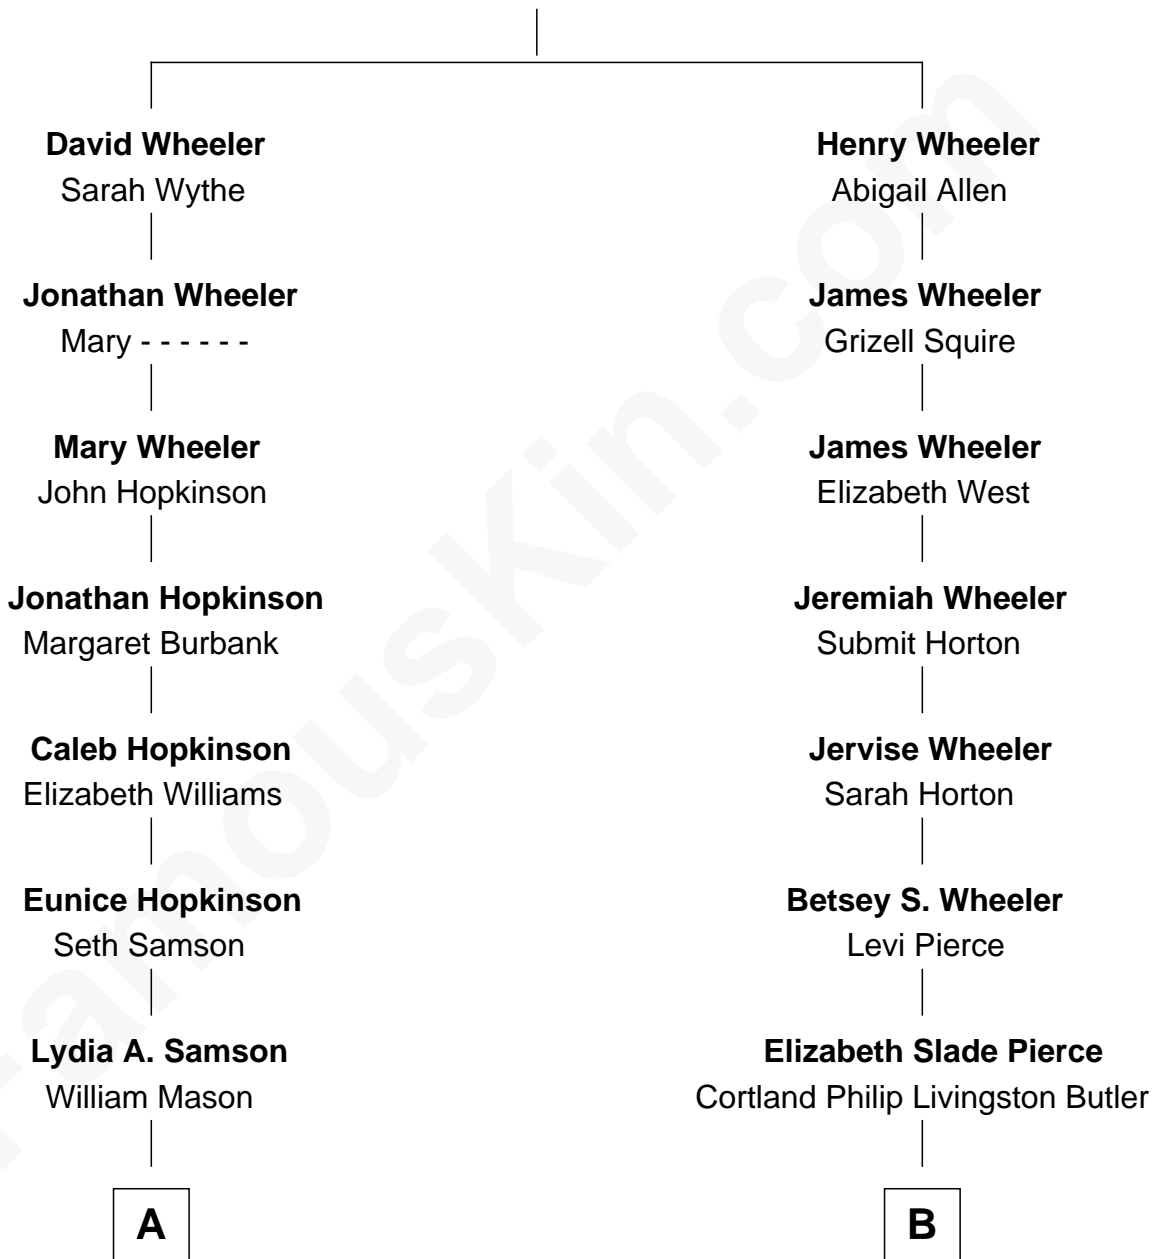 David Wheeler
Sarah Wythe
Jonathan Wheeler
Mary - - - - - -
Mary Wheeler
John Hopkinson
Jonathan Hopkinson
Margaret Burbank
Caleb Hopkinson
Elizabeth Williams
Eunice Hopkinson
Seth Samson
Lydia A. Samson
William Mason
A
Henry Wheeler
Abigail Allen
James Wheeler
Grizell Squire
James Wheeler
Elizabeth West
Jeremiah Wheeler
Submit Horton
Jervise Wheeler
Sarah Horton
Betsey S. Wheeler
Levi Pierce
Elizabeth Slade Pierce
Cortland Philip Livingston Butler
B
FamousKin.com